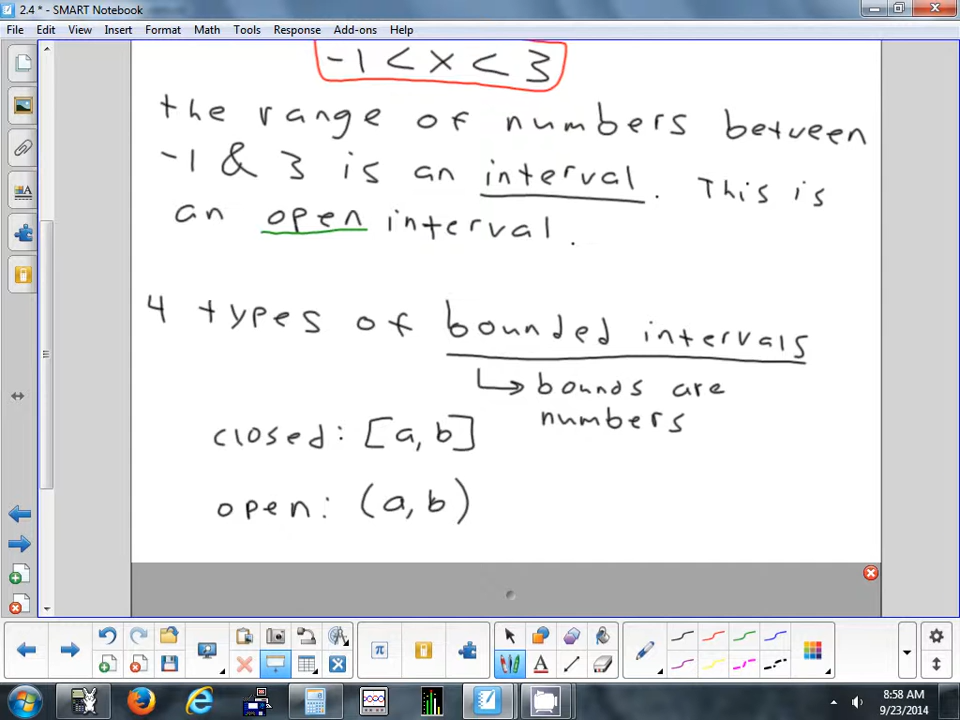 2.4 * - SMART Notebook
File Edit View Insert Format Math Tools Response Add-ons Help
-1 < x < 3
the range of numbers between
-1 & 3 is an interval. This is
an open interval.
4 types of bounded intervals
bounds are
numbers
closed: [a, b]
open: (a, b)
8:58 AM
9/23/2014